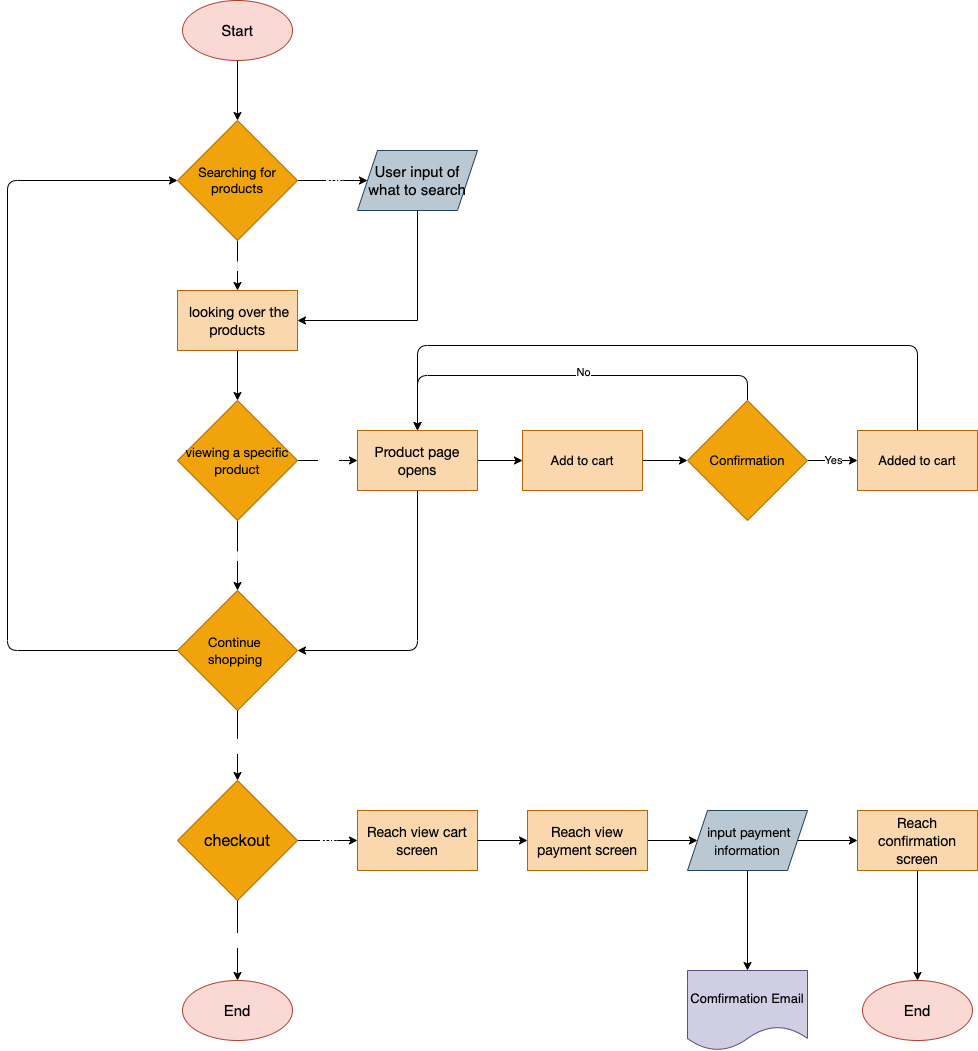 Start
Searching for
products
User input of
what to search
looking over the
products
No
viewing a specific
product
Product page
opens
Add to cart
Confirmation
Yes
Added to cart
Continue
shopping
checkout
Reach view cart
screen
Reach view
payment screen
input payment
information
Reach
confirmation
screen
Comfirmation Email
End
End